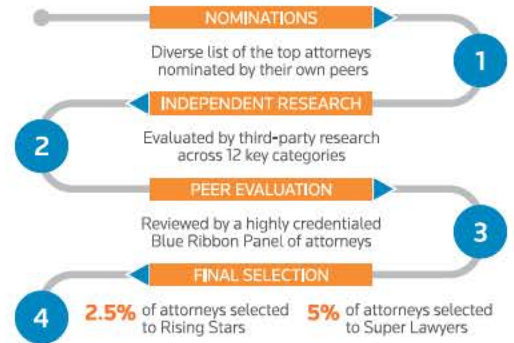 NOMINATIONS
Diverse list of the top attorneys
nominated by their own peers
1
INDEPENDENT RESEARCH
2
Evaluated by third-party research
across 12 key categories
PEER EVALUATION
Reviewed by a highly credentialed
Blue Ribbon Panel of attorneys
3
FINAL SELECTION
4
2.5% of attorneys selected
to Rising Stars
5% of attorneys selected
to Super Lawyers